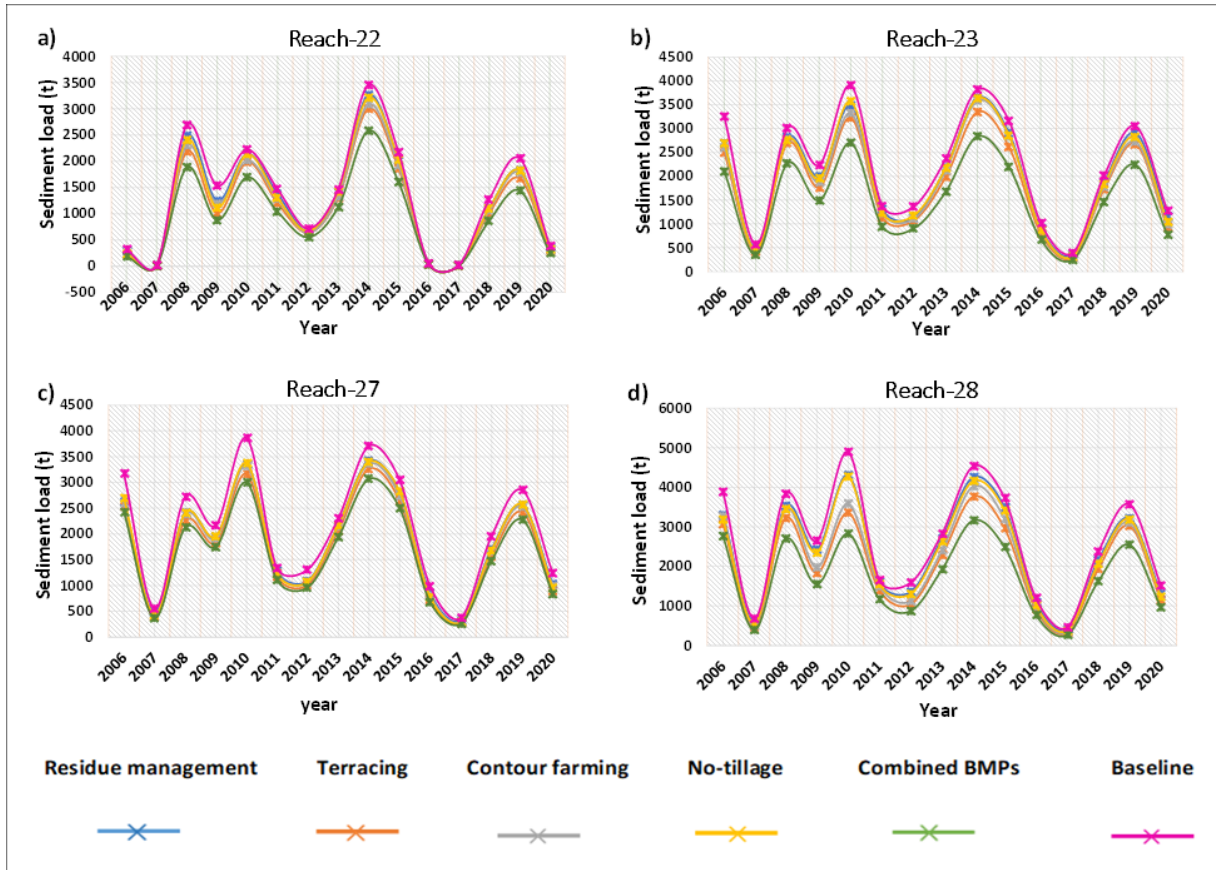 a) Reach-22
4000
3500
3000
2500
2000
1500
1000
500
0
-500
Sediment load (t)
2006 2007 2008 2009 2010 2011 2012 2013 2014 2015 2016 2017 2018 2019 2020
Year
b) Reach-23
4500
4000
3500
3000
2500
2000
1500
1000
500
0
Sediment load (t)
2006 2007 2008 2009 2010 2011 2012 2013 2014 2015 2016 2017 2018 2019 2020
Year
c) Reach-27
4500
4000
3500
3000
2500
2000
1500
1000
500
0
Sediment load (t)
2006 2007 2008 2009 2010 2011 2012 2013 2014 2015 2016 2017 2018 2019 2020
year
d) Reach-28
6000
5000
4000
3000
2000
1000
0
Sediment load (t)
2006 2007 2008 2009 2010 2011 2012 2013 2014 2015 2016 2017 2018 2019 2020
Year
Residue management Terracing Contour farming No-tillage Combined BMPs Baseline